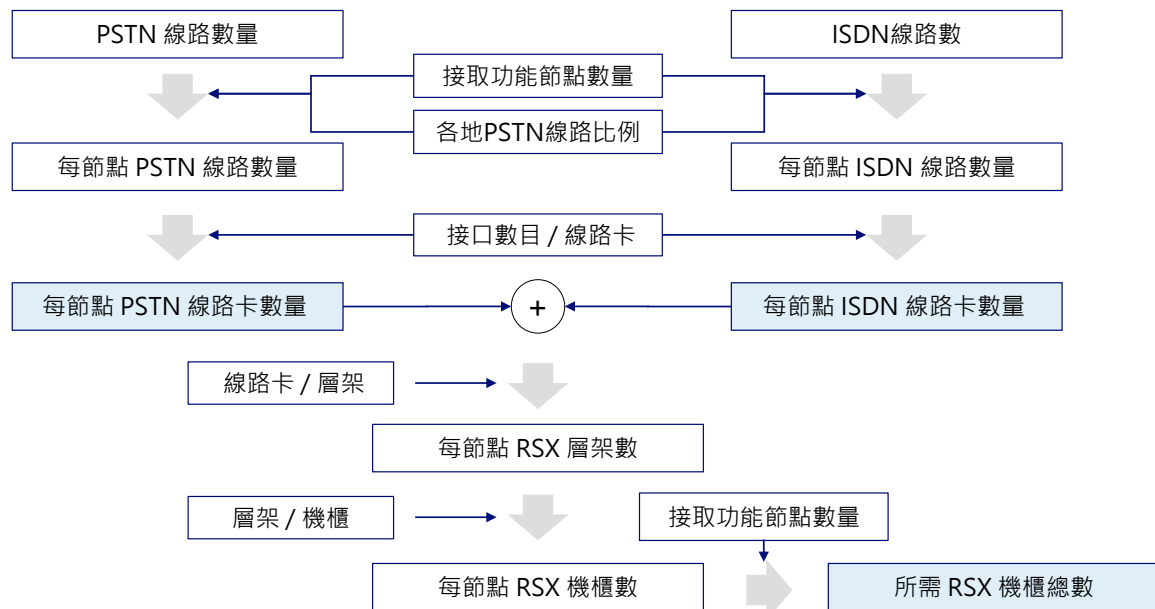 PSTN 線路數量
ISDN線路數
接取功能節點數量
各地PSTN線路比例
每節點 PSTN 線路數量
每節點 ISDN 線路數量
接口數目 / 線路卡
每節點 PSTN 線路卡數量
+
每節點 ISDN 線路卡數量
線路卡 / 層架
每節點 RSX 層架數
層架 / 機櫃
接取功能節點數量
每節點 RSX 機櫃數
所需 RSX 機櫃總數